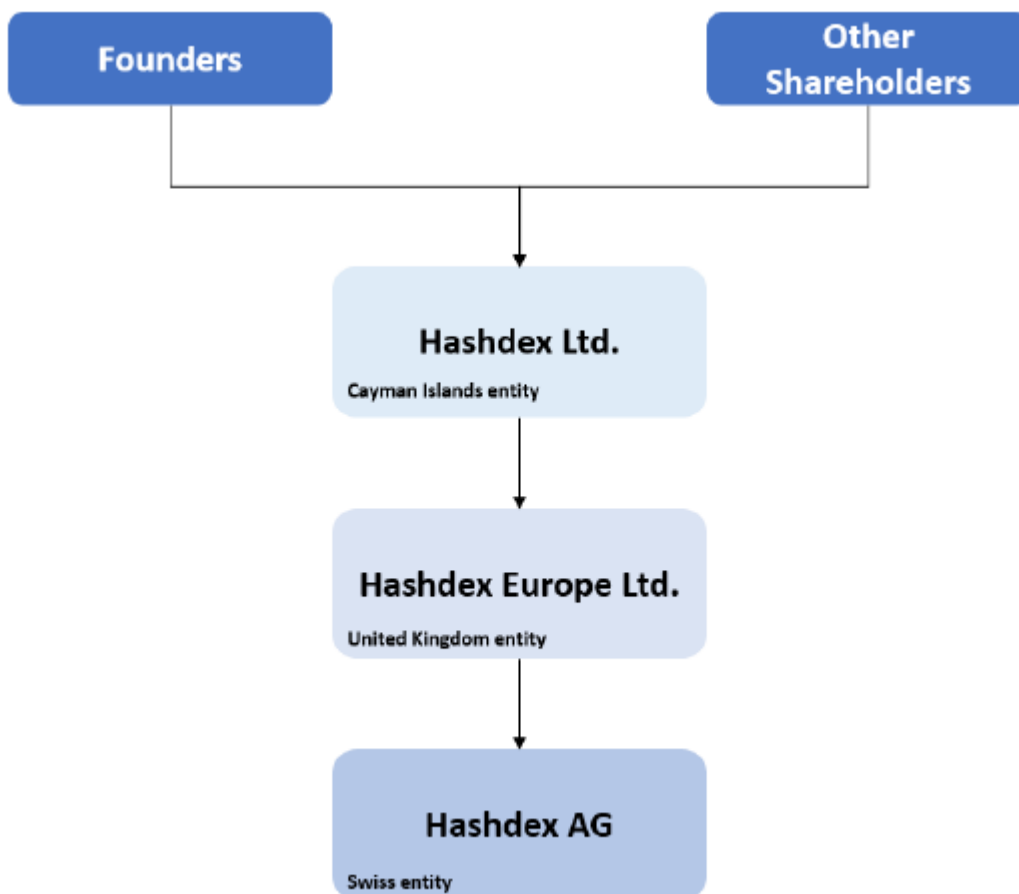 Founders
Other
Shareholders
Hashdex Ltd.
Cayman Islands entity
Hashdex Europe Ltd.
United Kingdom entity
Hashdex AG
Swiss entity